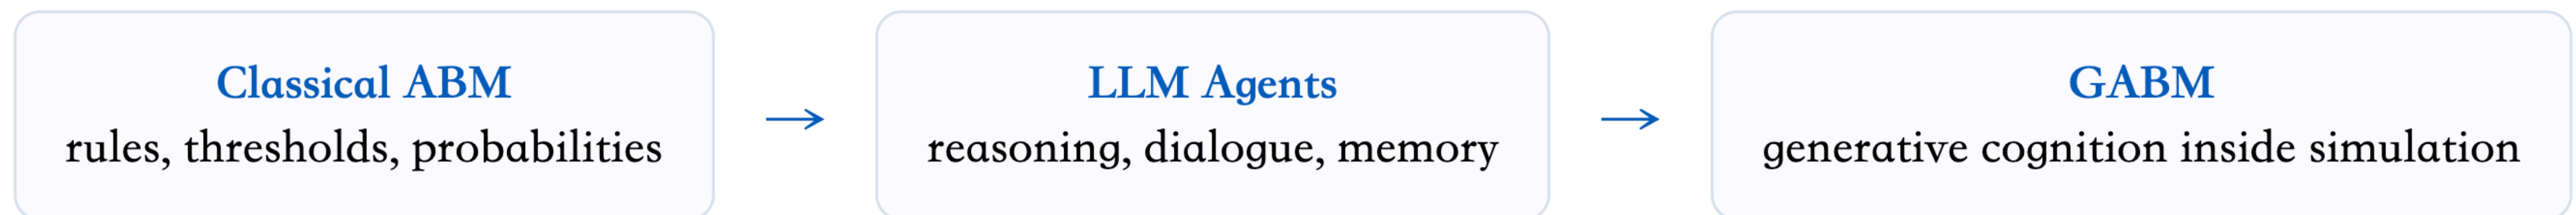 Classical ABM
rules, thresholds, probabilities
LLM Agents
reasoning, dialogue, memory
GABM
generative cognition inside simulation